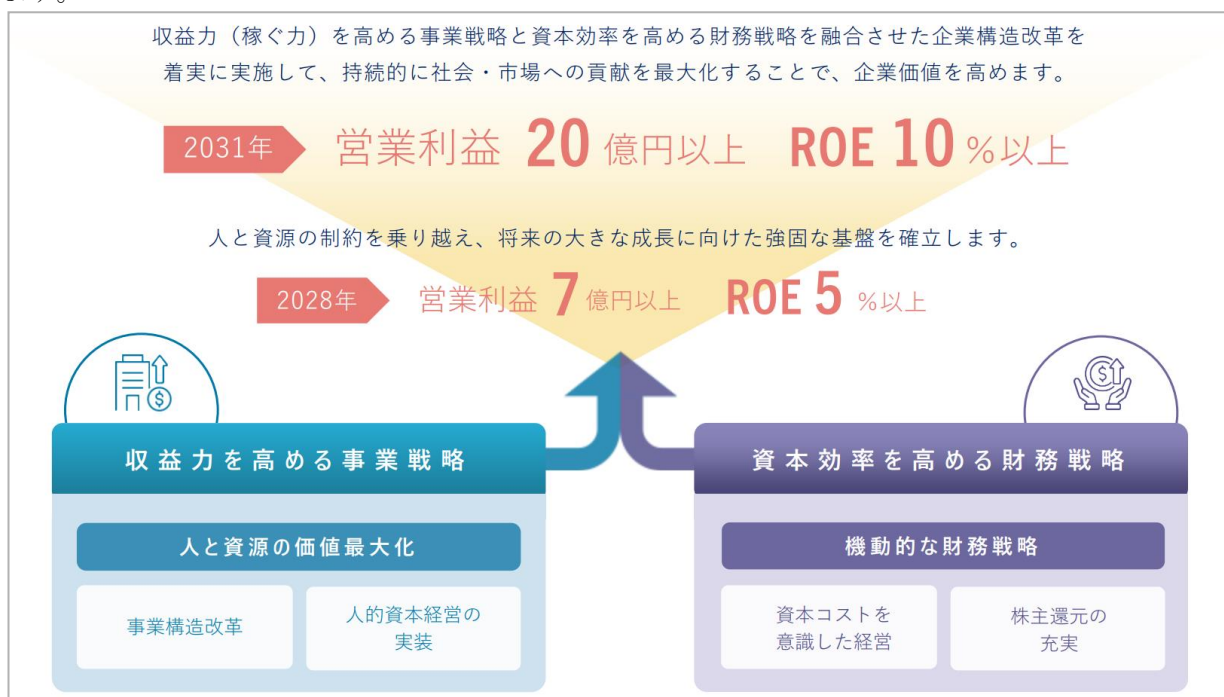 収益力（稼ぐ力）を高める事業戦略と資本効率を高める財務戦略を融合させた企業構造改革を
着実に実施して、持続的に社会・市場への貢献を最大化することで、企業価値を高めます。
2031年 営業利益 20 億円以上 ROE 10 %以上
人と資源の制約を乗り越え、将来の大きな成長に向けた強固な基盤を確立します。
2028年 営業利益 7 億円以上 ROE 5 %以上
収益力を高める事業戦略
人と資源の価値最大化
事業構造改革
人的資本経営の
実装
資本効率を高める財務戦略
機動的な財務戦略
資本コストを
意識した経営
株主還元の
充実